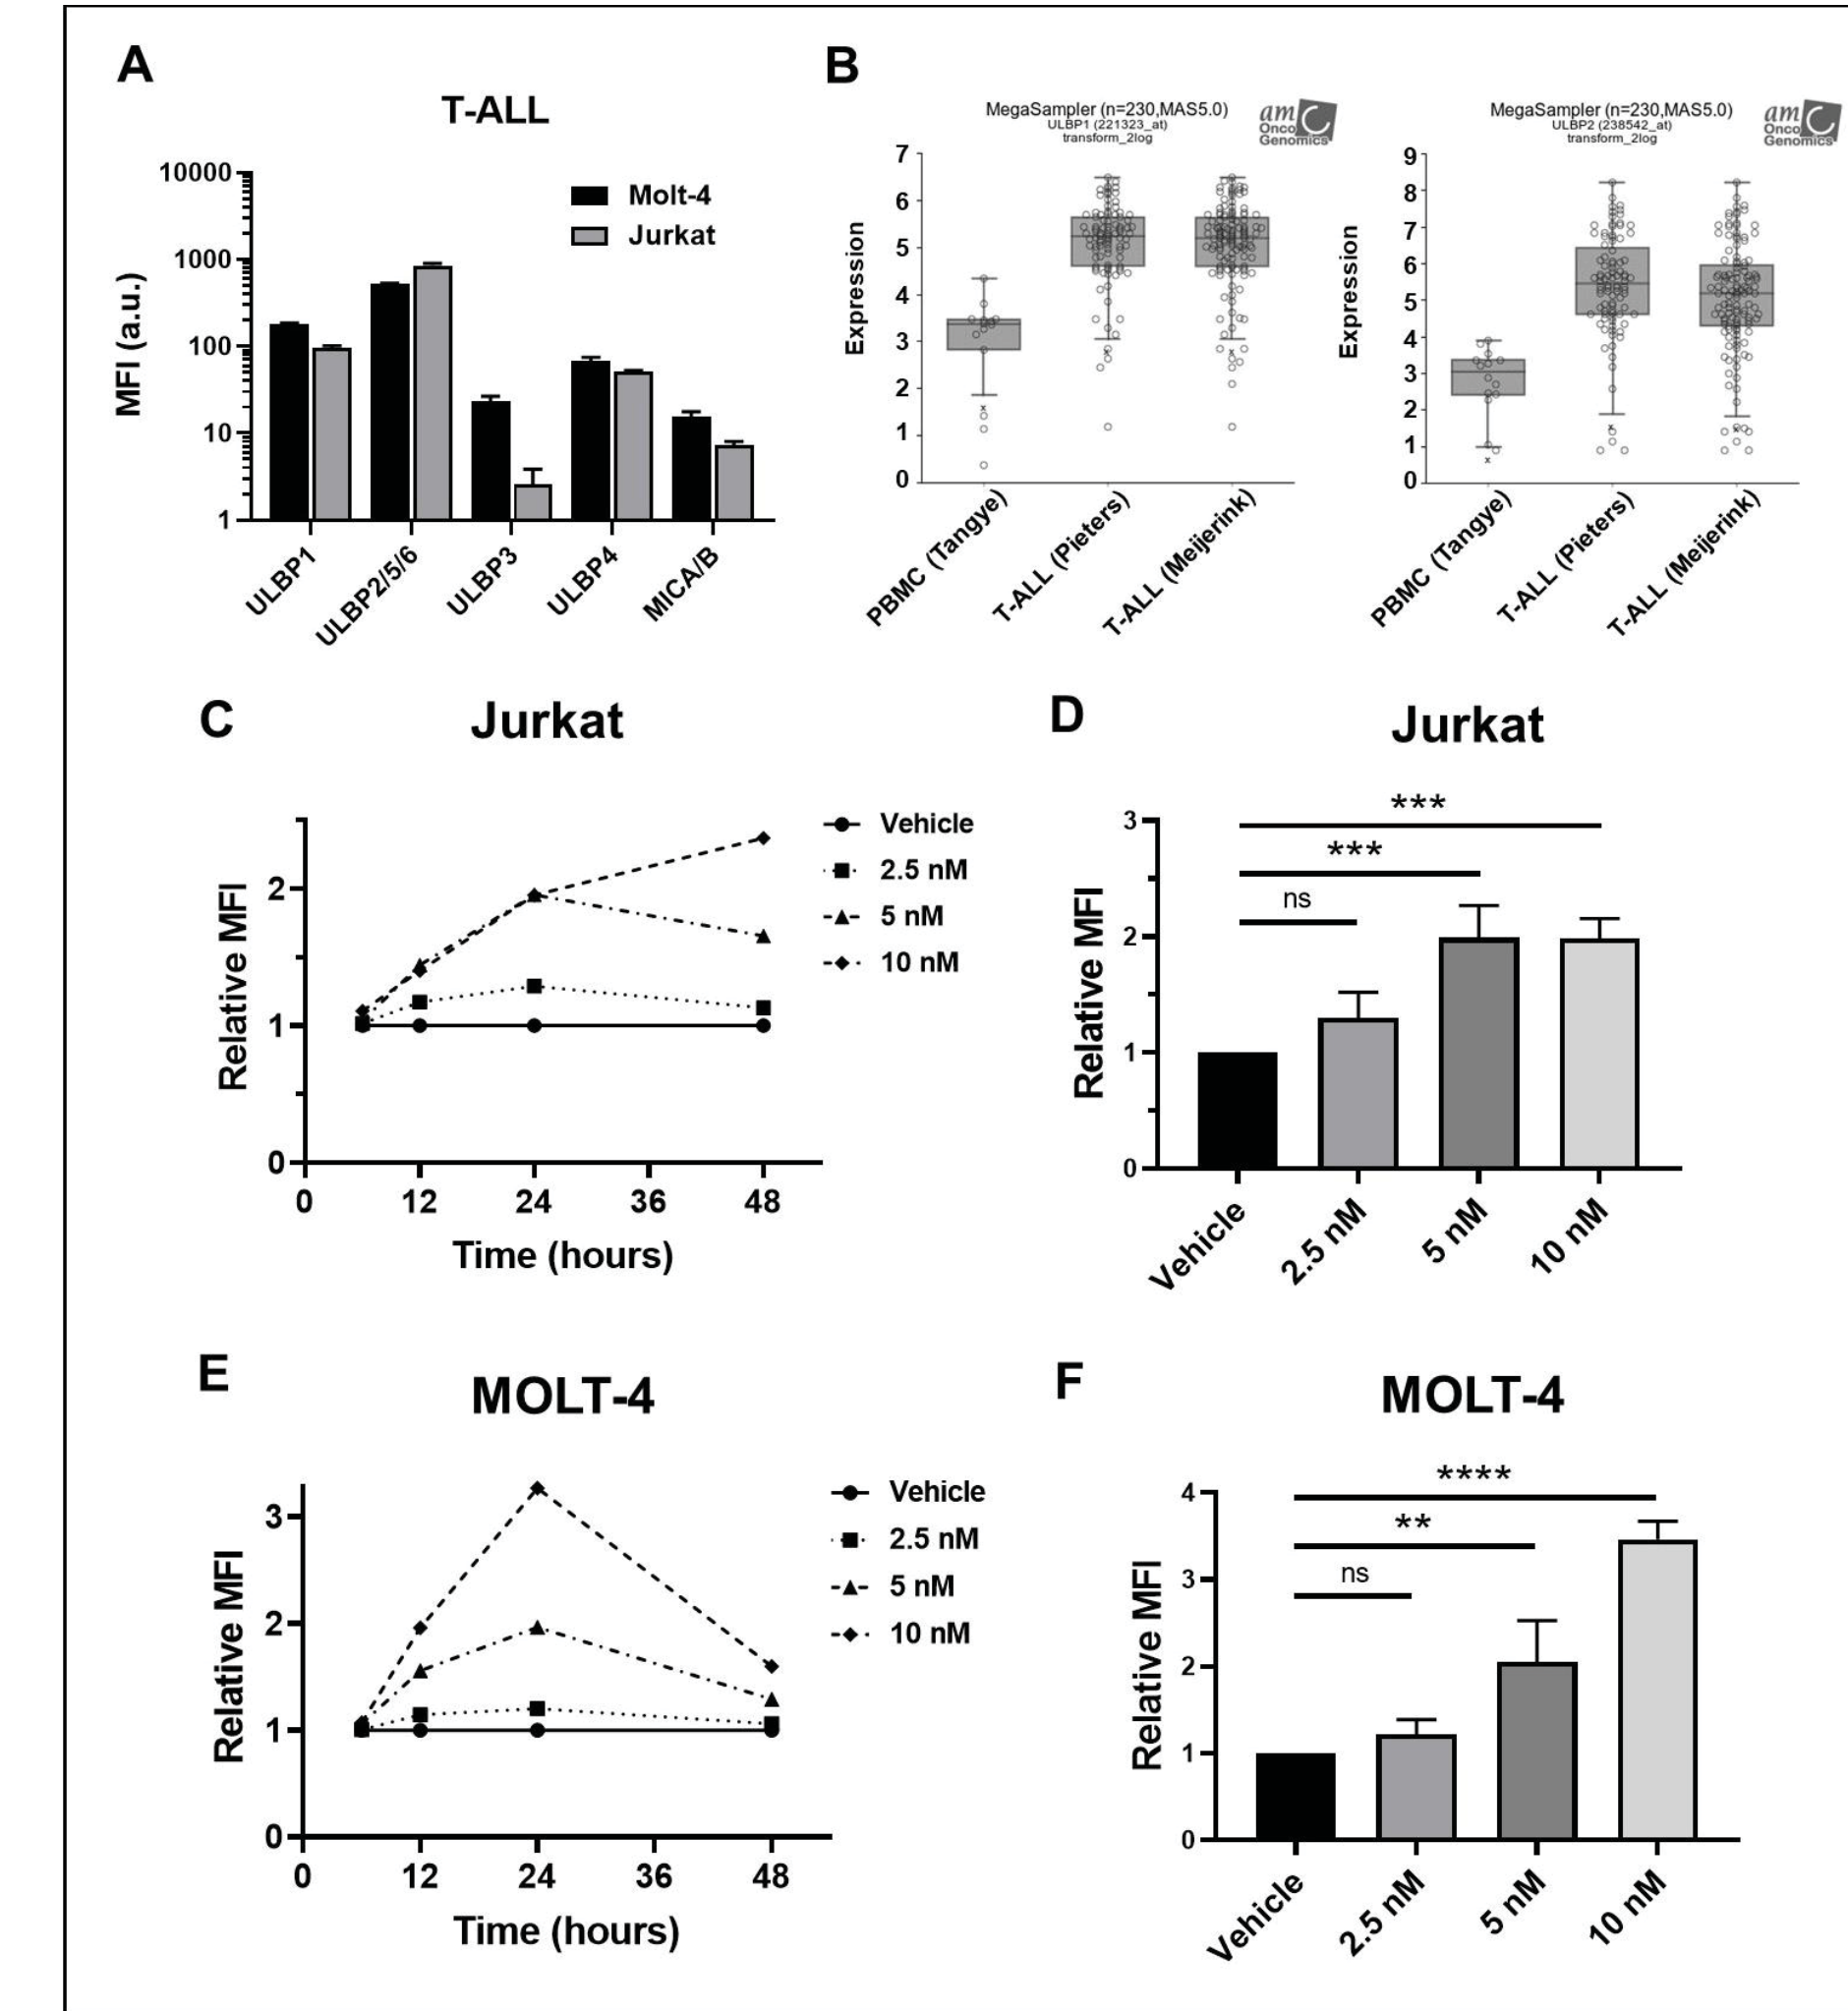 A
T-ALL
10000
1000
100
10
1
MFI (a.u.)
Molt-4
Jurkat
ULBP1
ULBP2/5/6
ULBP3
ULBP4
MICA/B
B
MegaSampler (n=230,MAS5.0)
ULBP1 (221323_at)
transform_2log
am
Onco
Genomics
7
6
5
4
3
2
1
0
Expression
PBMC (Tangye)
T-ALL (Pieters)
T-ALL (Meijerink)
MegaSampler (n=230,MAS5.0)
ULBP2 (238542_at)
transform_2log
am
Onco
Genomics
9
8
7
6
5
4
3
2
1
0
Expression
PBMC (Tangye)
T-ALL (Pieters)
T-ALL (Meijerink)
C
Jurkat
2
1
0
Relative MFI
0 12 24 36 48
Time (hours)
Vehicle
2.5 nM
5 nM
10 nM
D
Jurkat
3
2
1
0
Relative MFI
***
***
ns
Vehicle
2.5 nM
5 nM
10 nM
E
MOLT-4
3
2
1
0
Relative MFI
0 12 24 36 48
Time (hours)
Vehicle
2.5 nM
5 nM
10 nM
F
MOLT-4
4
3
2
1
0
Relative MFI
****
**
ns
Vehicle
2.5 nM
5 nM
10 nM